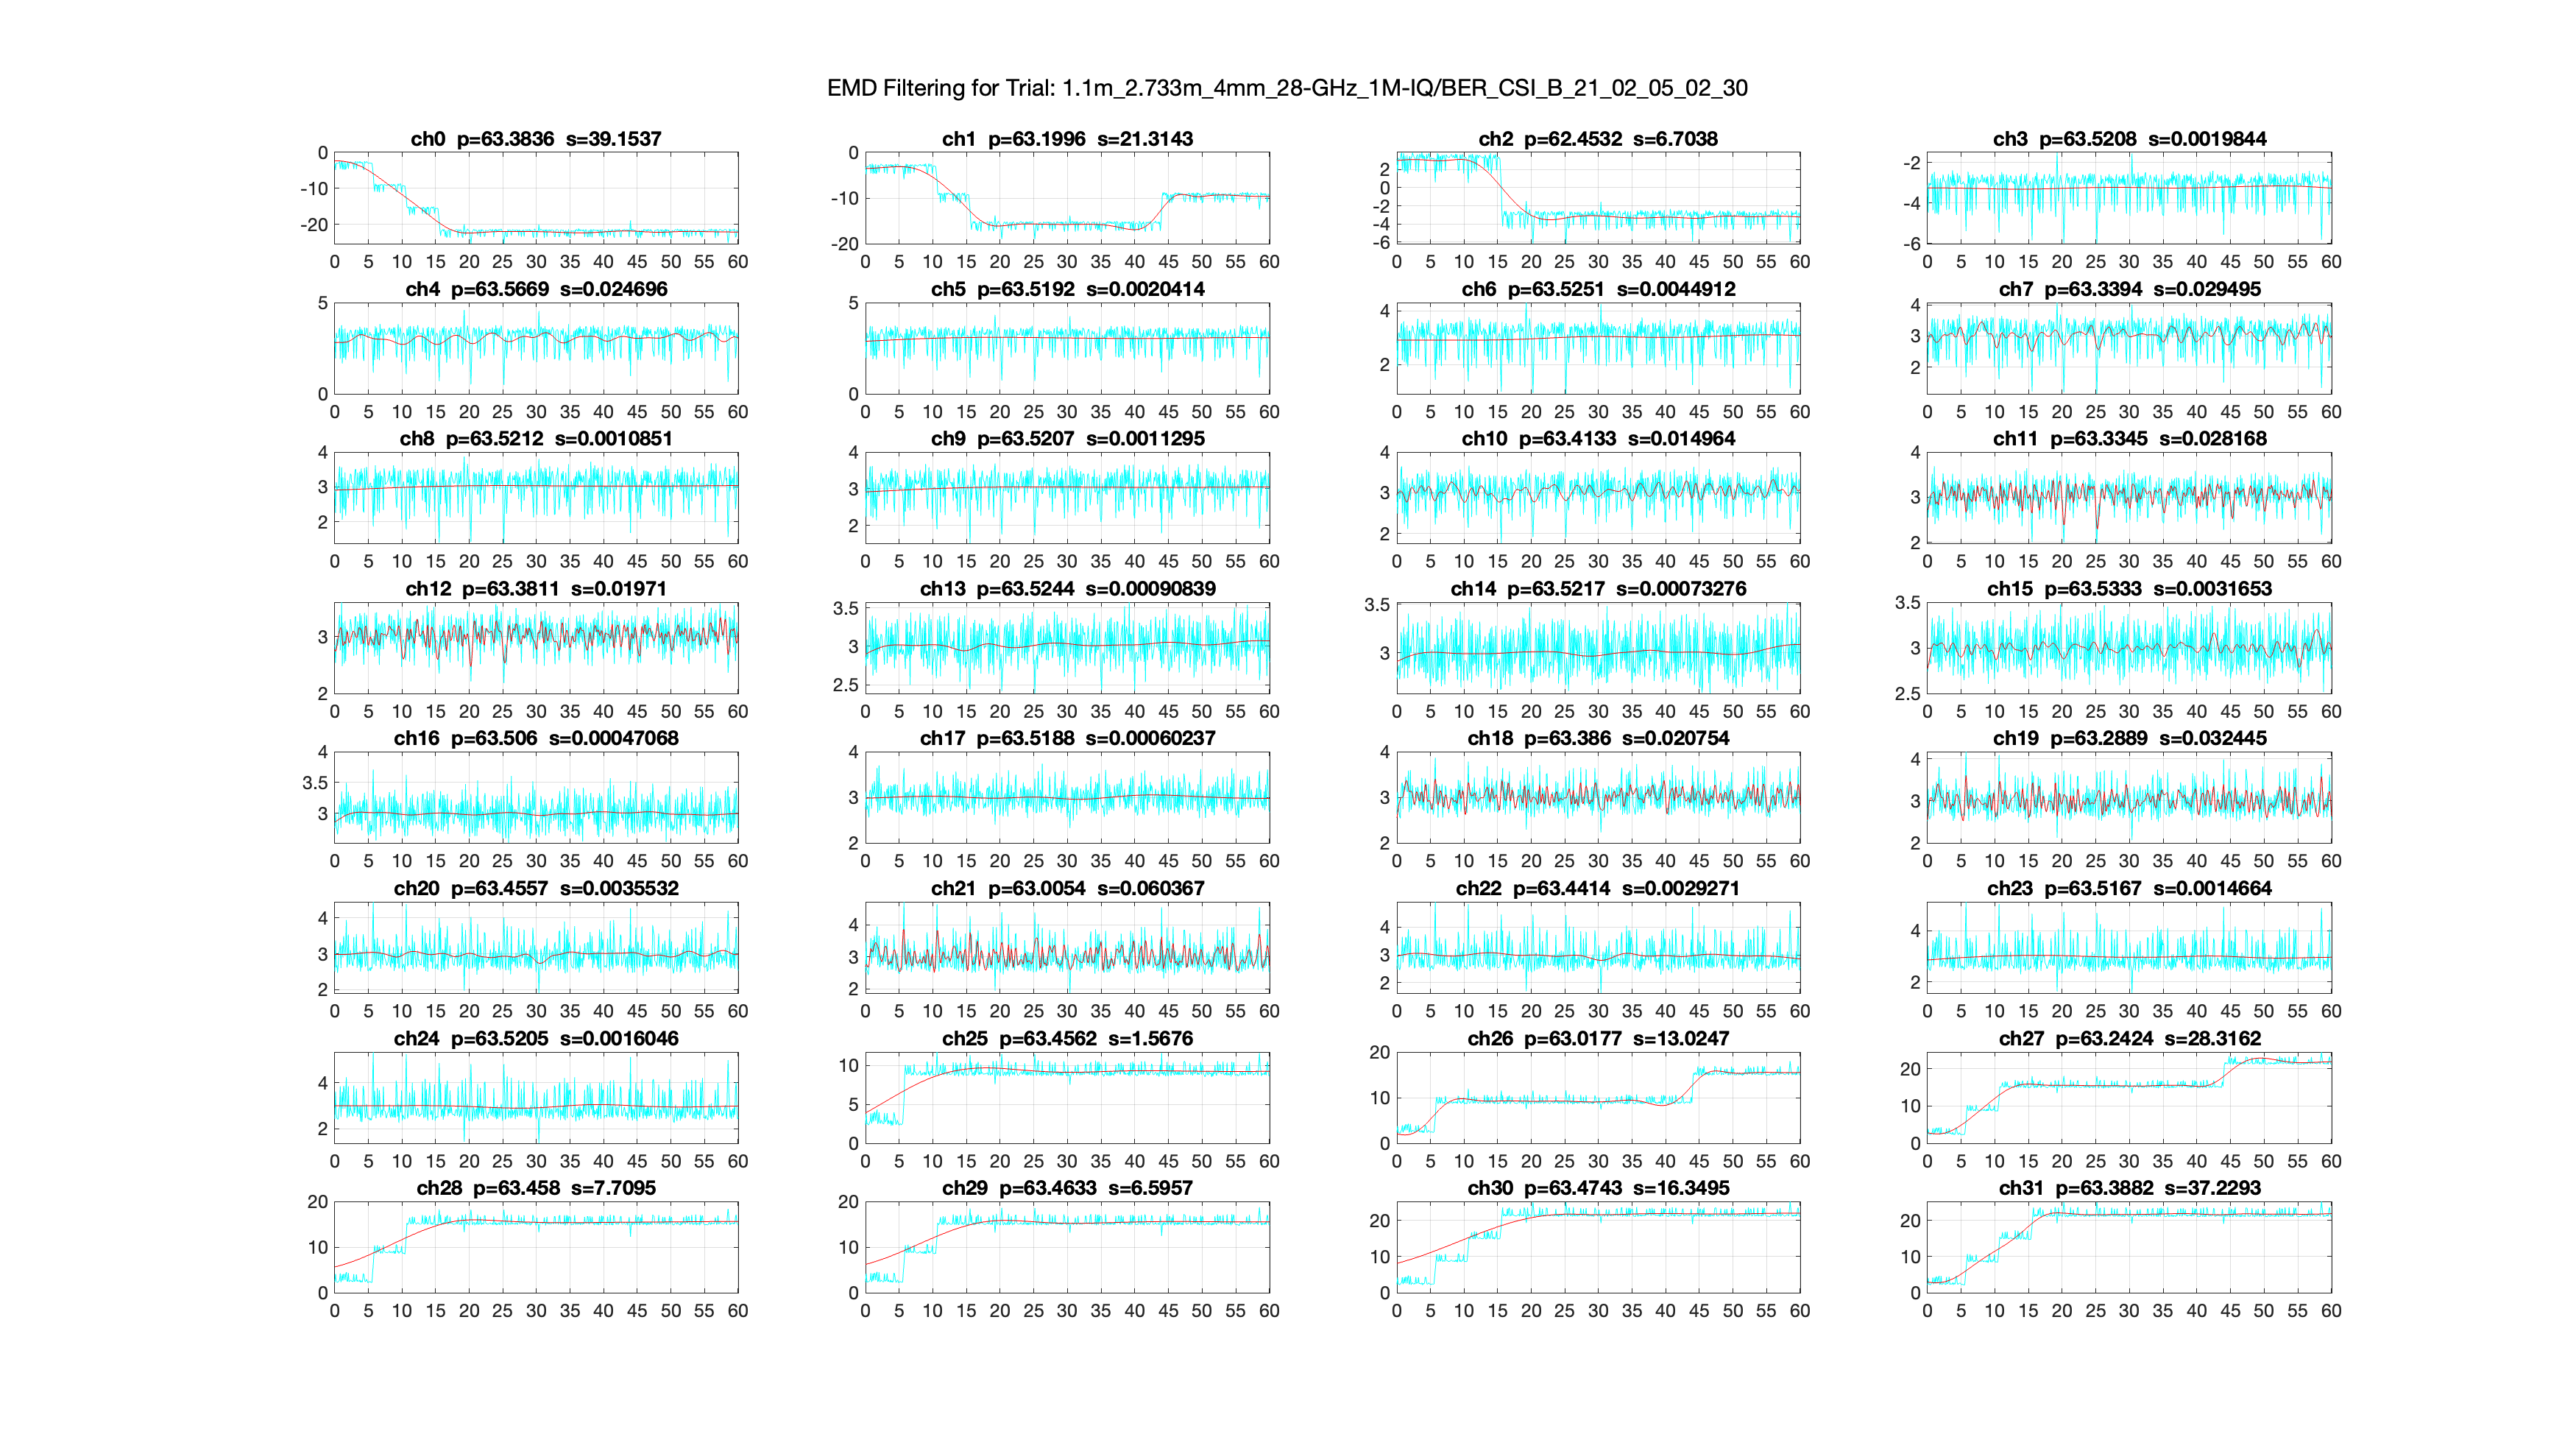 EMD Filtering for Trial: 1.1m_2.733m_4mm_28-GHz_1M-IQ/BER_CSI_B_21_02_05_02_30
ch0 p=63.3836 s=39.1537
0
-10
-20
0 5 10 15 20 25 30 35 40 45 50 55 60
ch1 p=63.1996 s=21.3143
0
-10
-20
0 5 10 15 20 25 30 35 40 45 50 55 60
ch2 p=62.4532 s=6.7038
2
0
-2
-4
-6
0 5 10 15 20 25 30 35 40 45 50 55 60
ch3 p=63.5208 s=0.0019844
-2
-4
-6
0 5 10 15 20 25 30 35 40 45 50 55 60
ch4 p=63.5669 s=0.024696
5
0
0 5 10 15 20 25 30 35 40 45 50 55 60
ch5 p=63.5192 s=0.0020414
5
0
0 5 10 15 20 25 30 35 40 45 50 55 60
ch6 p=63.5251 s=0.0044912
4
2
0 5 10 15 20 25 30 35 40 45 50 55 60
ch7 p=63.3394 s=0.029495
4
3
2
0 5 10 15 20 25 30 35 40 45 50 55 60
ch8 p=63.5212 s=0.0010851
4
3
2
0 5 10 15 20 25 30 35 40 45 50 55 60
ch9 p=63.5207 s=0.0011295
4
3
2
0 5 10 15 20 25 30 35 40 45 50 55 60
ch10 p=63.4133 s=0.014964
4
3
2
0 5 10 15 20 25 30 35 40 45 50 55 60
ch11 p=63.3345 s=0.028168
4
3
2
0 5 10 15 20 25 30 35 40 45 50 55 60
ch12 p=63.3811 s=0.01971
3
2
0 5 10 15 20 25 30 35 40 45 50 55 60
ch13 p=63.5244 s=0.00090839
3.5
3
2.5
0 5 10 15 20 25 30 35 40 45 50 55 60
ch14 p=63.5217 s=0.00073276
3.5
3
0 5 10 15 20 25 30 35 40 45 50 55 60
ch15 p=63.5333 s=0.0031653
3.5
3
2.5
0 5 10 15 20 25 30 35 40 45 50 55 60
ch16 p=63.506 s=0.00047068
4
3.5
3
0 5 10 15 20 25 30 35 40 45 50 55 60
ch17 p=63.5188 s=0.00060237
4
3
2
0 5 10 15 20 25 30 35 40 45 50 55 60
ch18 p=63.386 s=0.020754
4
3
2
0 5 10 15 20 25 30 35 40 45 50 55 60
ch19 p=63.2889 s=0.032445
4
3
2
0 5 10 15 20 25 30 35 40 45 50 55 60
ch20 p=63.4557 s=0.0035532
4
3
2
0 5 10 15 20 25 30 35 40 45 50 55 60
ch21 p=63.0054 s=0.060367
4
3
2
0 5 10 15 20 25 30 35 40 45 50 55 60
ch22 p=63.4414 s=0.0029271
4
3
2
0 5 10 15 20 25 30 35 40 45 50 55 60
ch23 p=63.5167 s=0.0014664
4
2
0 5 10 15 20 25 30 35 40 45 50 55 60
ch24 p=63.5205 s=0.0016046
4
2
0 5 10 15 20 25 30 35 40 45 50 55 60
ch25 p=63.4562 s=1.5676
10
5
0
0 5 10 15 20 25 30 35 40 45 50 55 60
ch26 p=63.0177 s=13.0247
20
10
0
0 5 10 15 20 25 30 35 40 45 50 55 60
ch27 p=63.2424 s=28.3162
20
10
0
0 5 10 15 20 25 30 35 40 45 50 55 60
ch28 p=63.458 s=7.7095
20
10
0
0 5 10 15 20 25 30 35 40 45 50 55 60
ch29 p=63.4633 s=6.5957
20
10
0
0 5 10 15 20 25 30 35 40 45 50 55 60
ch30 p=63.4743 s=16.3495
20
10
0
0 5 10 15 20 25 30 35 40 45 50 55 60
ch31 p=63.3882 s=37.2293
20
10
0
0 5 10 15 20 25 30 35 40 45 50 55 60